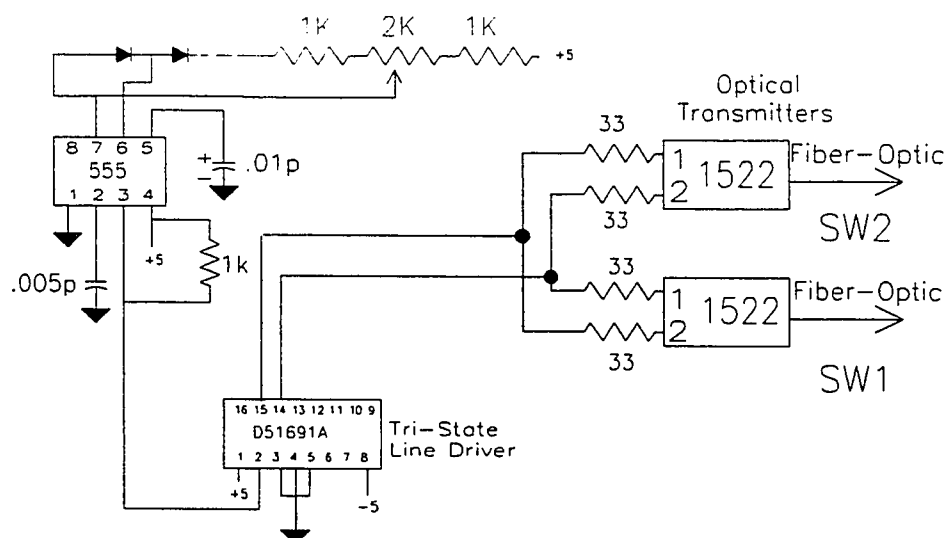 1K 2K 1K
+5
8 7 6 5
555
1 2 3 4
+
−
.01p
+5
1k
.005p
Optical
Transmitters
33
1
2
1522
33
Fiber-Optic
SW2
33
1
2
1522
33
Fiber-Optic
SW1
16 15 14 13 12 11 10 9
D51691A
1 2 3 4 5 6 7 8
+5
-5
Tri-State
Line Driver